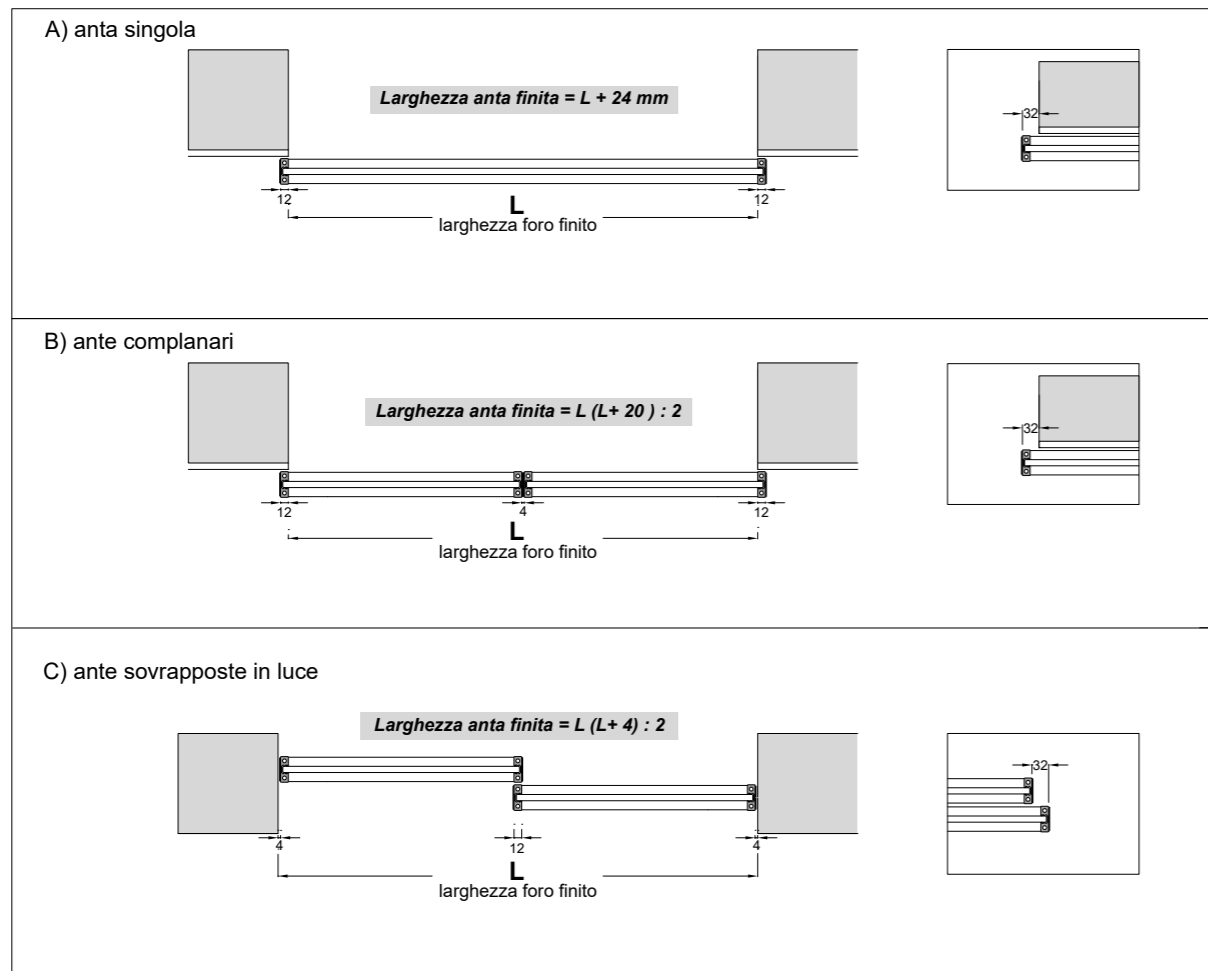 A) anta singola
Larghezza anta finita = L + 24 mm
32
12
12
L
larghezza foro finito
B) ante complanari
Larghezza anta finita = L (L+ 20 ) : 2
32
12
4
12
L
larghezza foro finito
C) ante sovrapposte in luce
Larghezza anta finita = L (L+ 4) : 2
32
4
12
4
L
larghezza foro finito